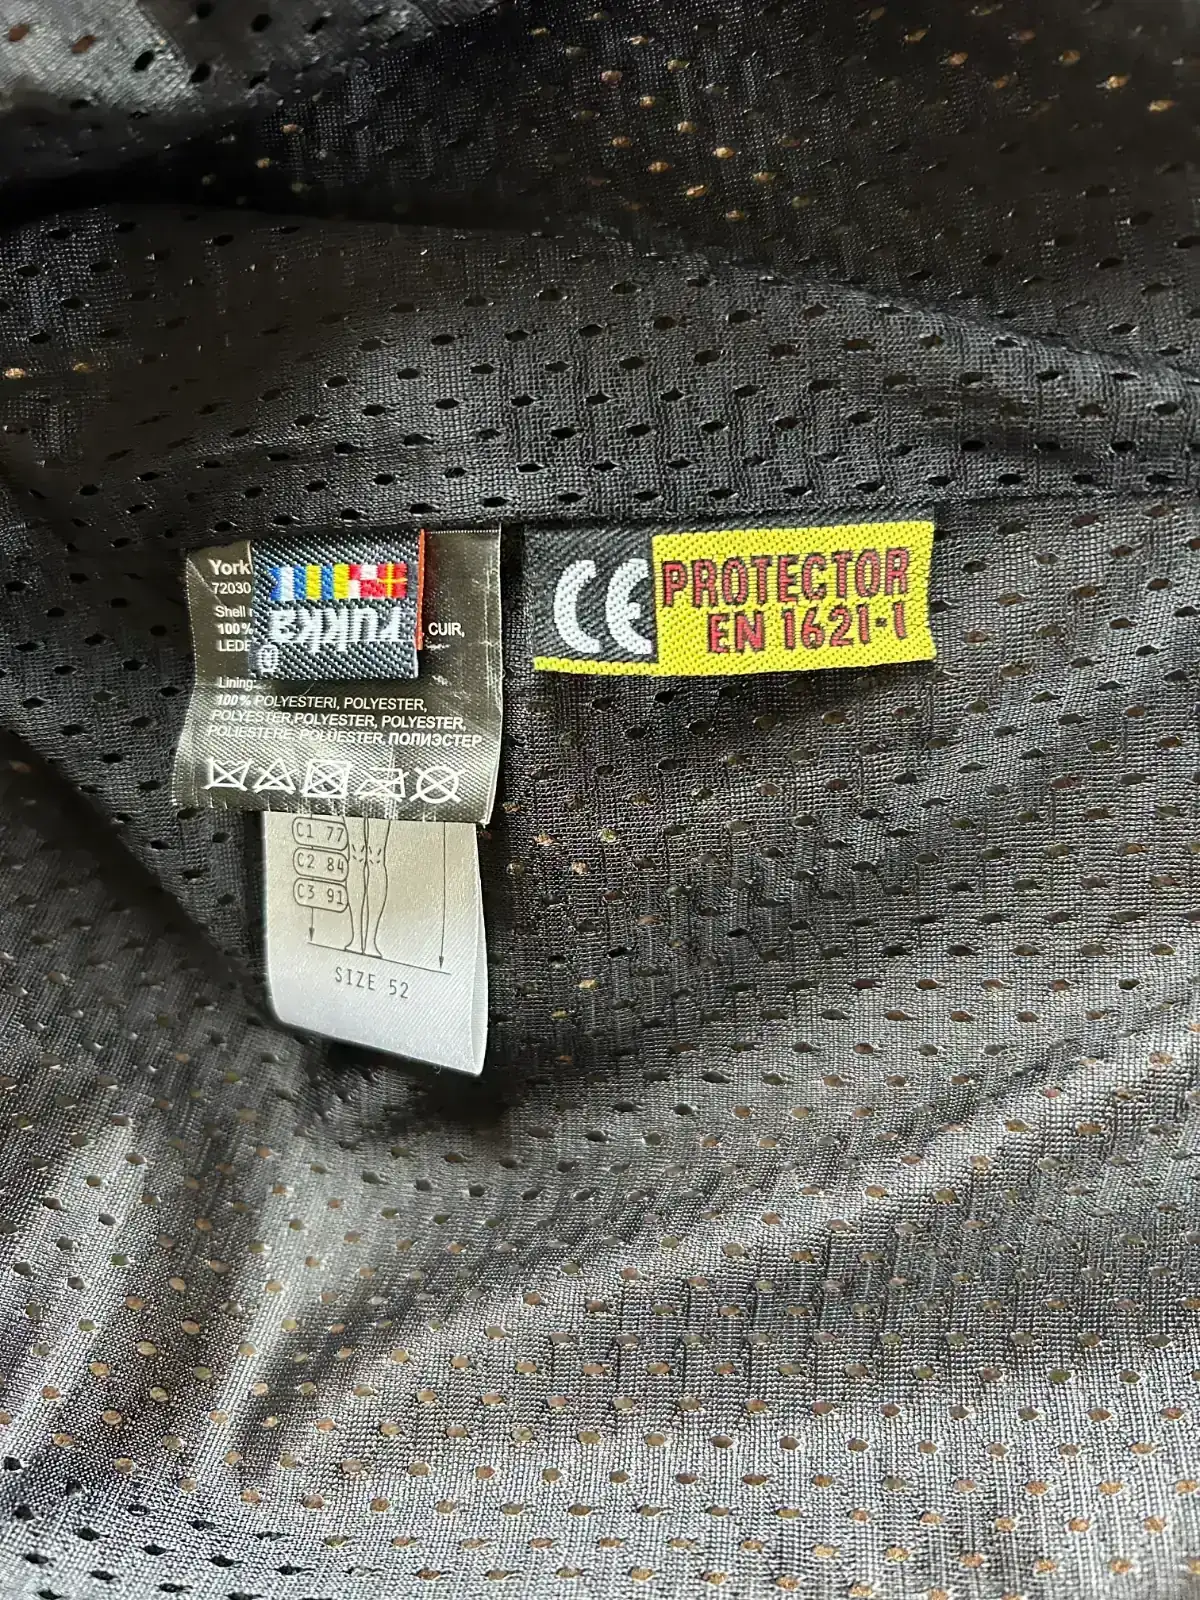 York
72030
Shell
100%
LEDE
CUIR,
rukka
®
Lining:
100% POLYESTERI, POLYESTER,
POLYESTER,POLYESTER, POLYESTER,
POLIESTERE, POLUESTER, ПОЛИЭСТЕР
CE PROTECTOR
EN 1621-1
C1 77
C2 84
C3 91
SIZE 52